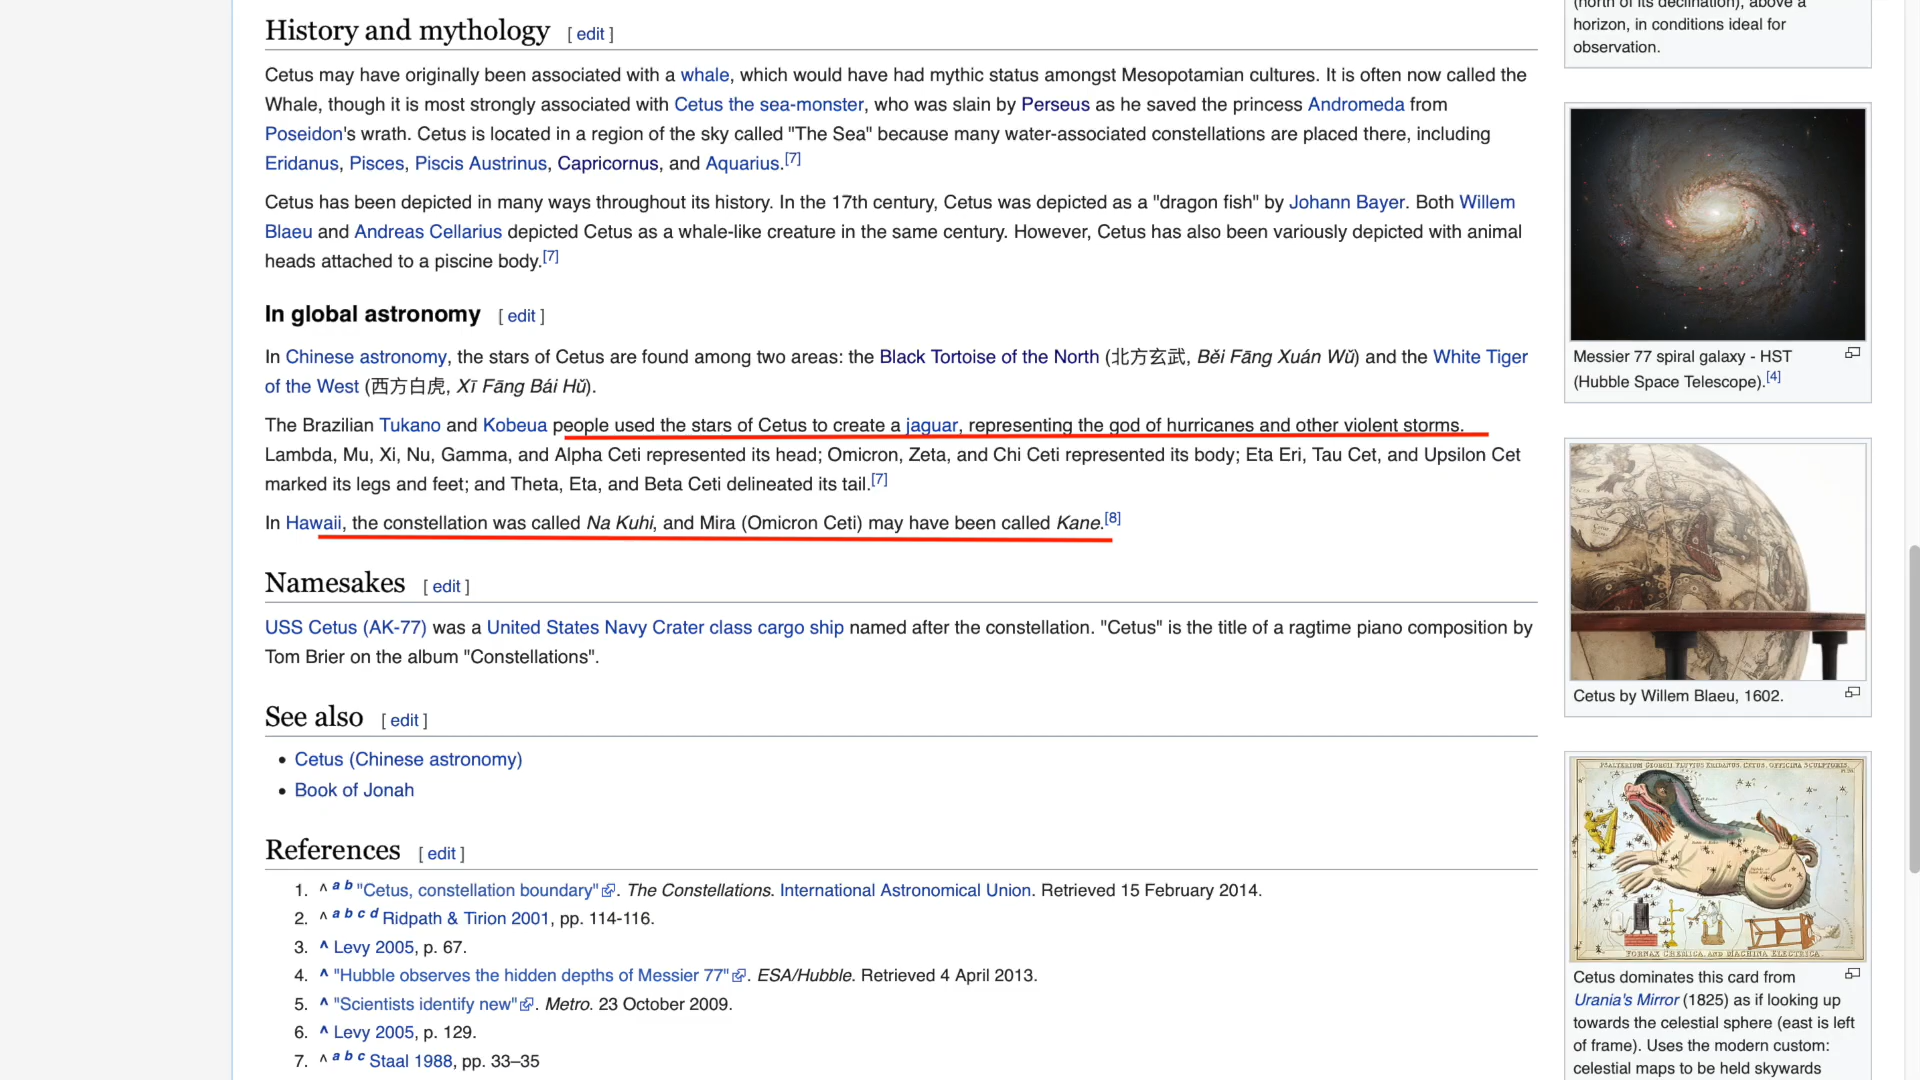 History and mythology [ edit ]
Cetus may have originally been associated with a whale, which would have had mythic status amongst Mesopotamian cultures. It is often now called the
Whale, though it is most strongly associated with Cetus the sea-monster, who was slain by Perseus as he saved the princess Andromeda from
Poseidon's wrath. Cetus is located in a region of the sky called "The Sea" because many water-associated constellations are placed there, including
Eridanus, Pisces, Piscis Austrinus, Capricornus, and Aquarius.[7]
Cetus has been depicted in many ways throughout its history. In the 17th century, Cetus was depicted as a "dragon fish" by Johann Bayer. Both Willem
Blaeu and Andreas Cellarius depicted Cetus as a whale-like creature in the same century. However, Cetus has also been variously depicted with animal
heads attached to a piscine body.[7]
In global astronomy [ edit ]
In Chinese astronomy, the stars of Cetus are found among two areas: the Black Tortoise of the North (北方玄武, Běi Fāng Xuán Wǔ) and the White Tiger
of the West (西方白虎, Xī Fāng Bái Hǔ).
The Brazilian Tukano and Kobeua people used the stars of Cetus to create a jaguar, representing the god of hurricanes and other violent storms.
Lambda, Mu, Xi, Nu, Gamma, and Alpha Ceti represented its head; Omicron, Zeta, and Chi Ceti represented its body; Eta Eri, Tau Cet, and Upsilon Cet
marked its legs and feet; and Theta, Eta, and Beta Ceti delineated its tail.[7]
In Hawaii, the constellation was called Na Kuhi, and Mira (Omicron Ceti) may have been called Kane.[8]
Namesakes [ edit ]
USS Cetus (AK-77) was a United States Navy Crater class cargo ship named after the constellation. "Cetus" is the title of a ragtime piano composition by
Tom Brier on the album "Constellations".
See also [ edit ]
• Cetus (Chinese astronomy)
• Book of Jonah
References [ edit ]
1. ^ a b "Cetus, constellation boundary". The Constellations. International Astronomical Union. Retrieved 15 February 2014.
2. ^ a b c d Ridpath & Tirion 2001, pp. 114-116.
3. ^ Levy 2005, p. 67.
4. ^ "Hubble observes the hidden depths of Messier 77". ESA/Hubble. Retrieved 4 April 2013.
5. ^ "Scientists identify new". Metro. 23 October 2009.
6. ^ Levy 2005, p. 129.
7. ^ a b c Staal 1988, pp. 33–35
(north of its declination), above a
horizon, in conditions ideal for
observation.
Messier 77 spiral galaxy - HST
(Hubble Space Telescope).[4]
Cetus by Willem Blaeu, 1602.
PSALTERIUM GEORGII, FLUVIUS ERIDANUS, CETUS, OFFICINA SCULPTORIS,
FORNAX CHEMICA, AND MACHINA ELECTRICA.
Cetus dominates this card from
Urania's Mirror (1825) as if looking up
towards the celestial sphere (east is left
of frame). Uses the modern custom:
celestial maps to be held skywards